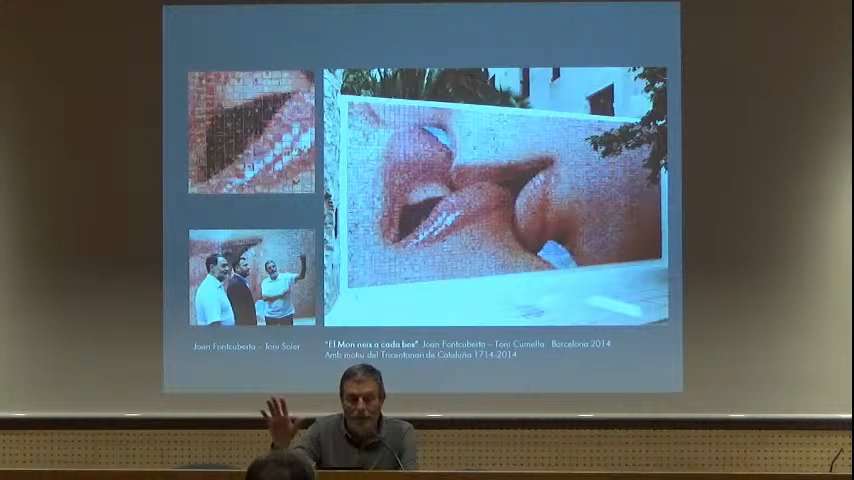 Joan Fontcuberta – Toni Soler
"El Mon neix a cada bes" Joan Fontcuberta – Toni Cumella Barcelona 2014
Amb motiu del Tricentenari de Cataluña 1714-2014